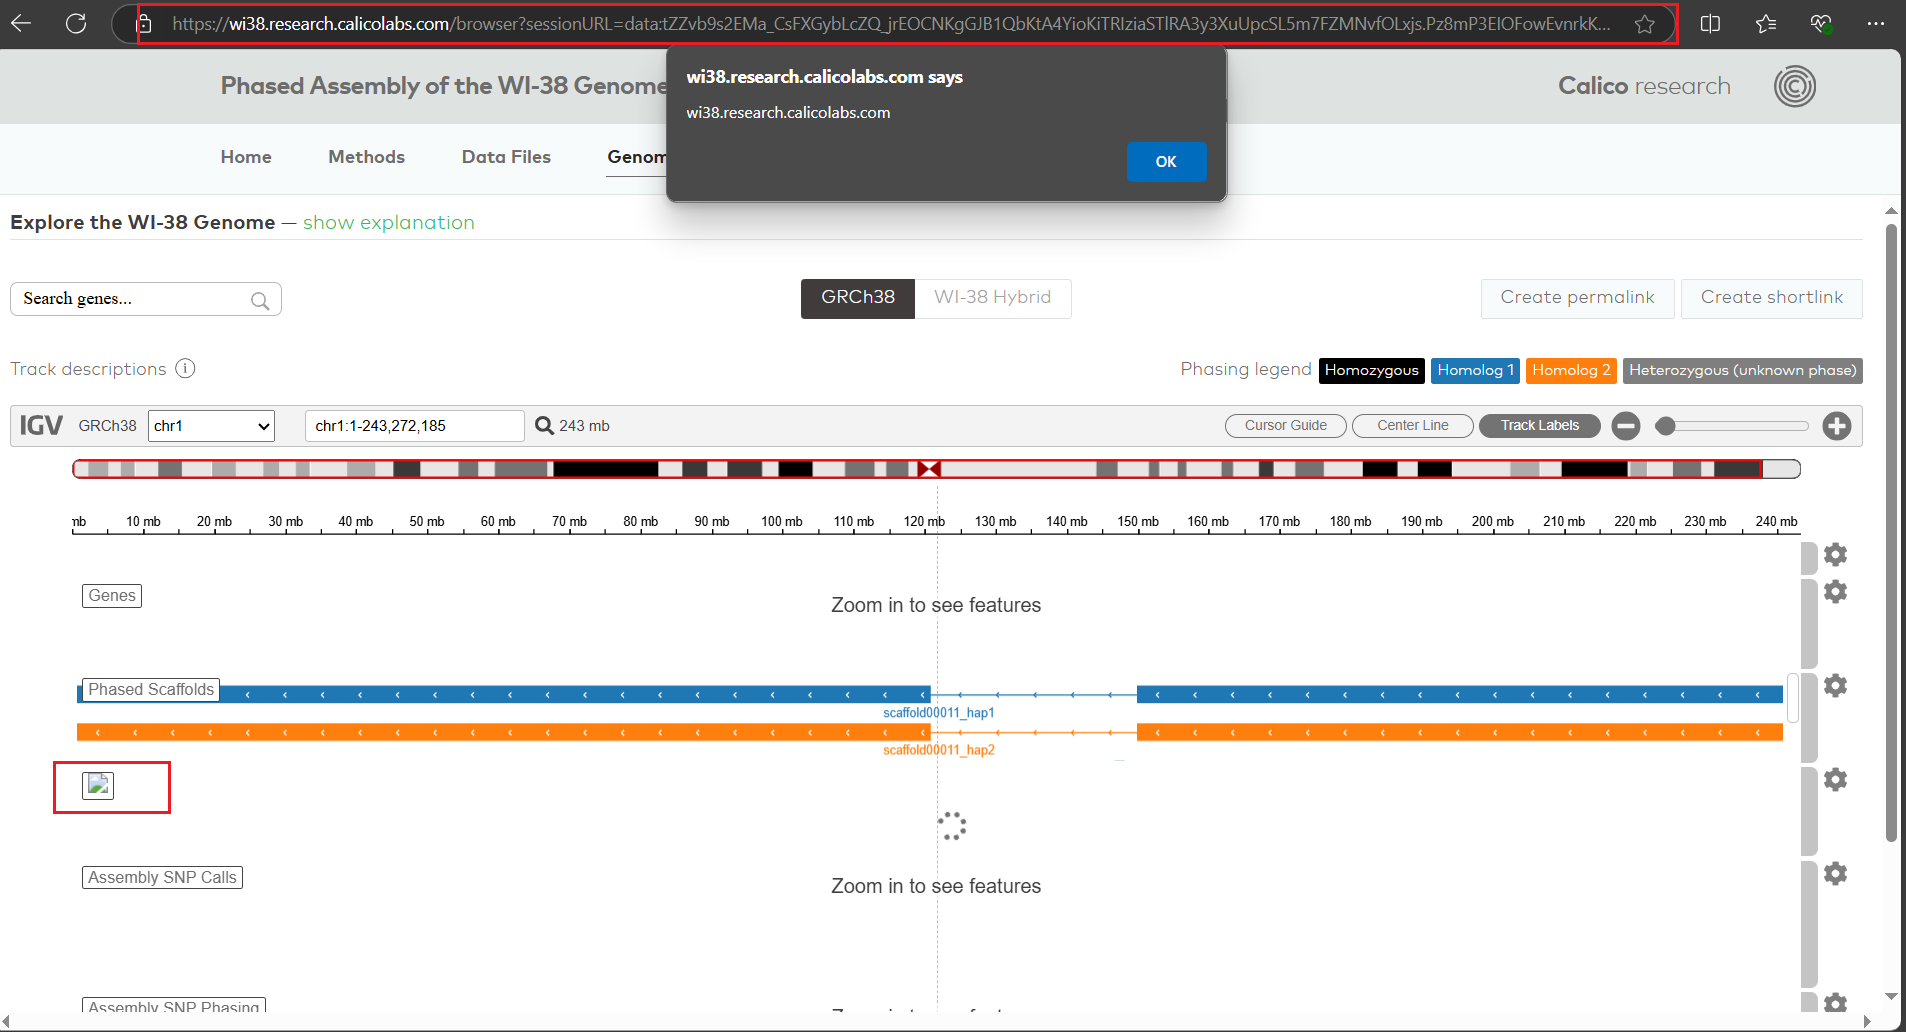 https://wi38.research.calicolabs.com/browser?sessionURL=data:tZZvb9s2EMa_CsFXGybLcZQ_jrEOCNKgGJB1QbKtA4YioKiTRIziaSTlRA3y3XuUpcSL5m7FZMNvfOLxjs.Pz8mP3ElOFowEvnrkK...
wi38.research.calicolabs.com says
wi38.research.calicolabs.com
OK
Phased Assembly of the WI-38 Genome
Calico research
Home
Methods
Data Files
Genom
Explore the WI-38 Genome — show explanation
Search genes...
GRCh38
WI-38 Hybrid
Create permalink
Create shortlink
Track descriptions i
Phasing legend
Homozygous
Homolog 1
Homolog 2
Heterozygous (unknown phase)
IGV
GRCh38
chr1
chr1:1-243,272,185
243 mb
Cursor Guide
Center Line
Track Labels
mb 10 mb 20 mb 30 mb 40 mb 50 mb 60 mb 70 mb 80 mb 90 mb 100 mb 110 mb 120 mb 130 mb 140 mb 150 mb 160 mb 170 mb 180 mb 190 mb 200 mb 210 mb 220 mb 230 mb 240 mb
Genes
Zoom in to see features
Phased Scaffolds
scaffold00011_hap1
scaffold00011_hap2
Assembly SNP Calls
Zoom in to see features
Assembly SNP Phasing